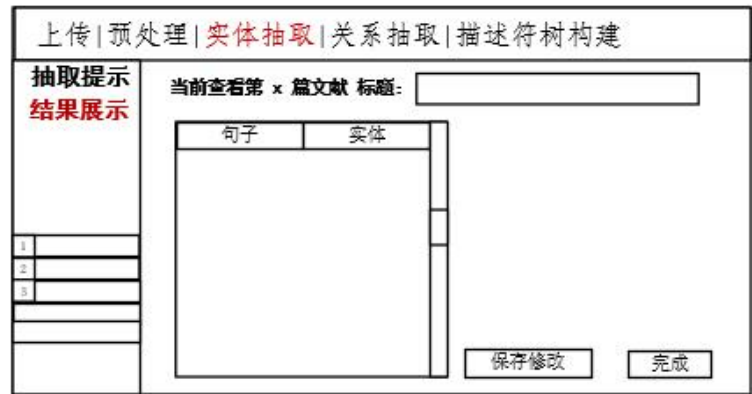 上传|预处理|实体抽取|关系抽取|描述符树构建
抽取提示
结果展示
当前查看第 x 篇文献 标题:
句子 实体
1
2
3
保存修改 完成